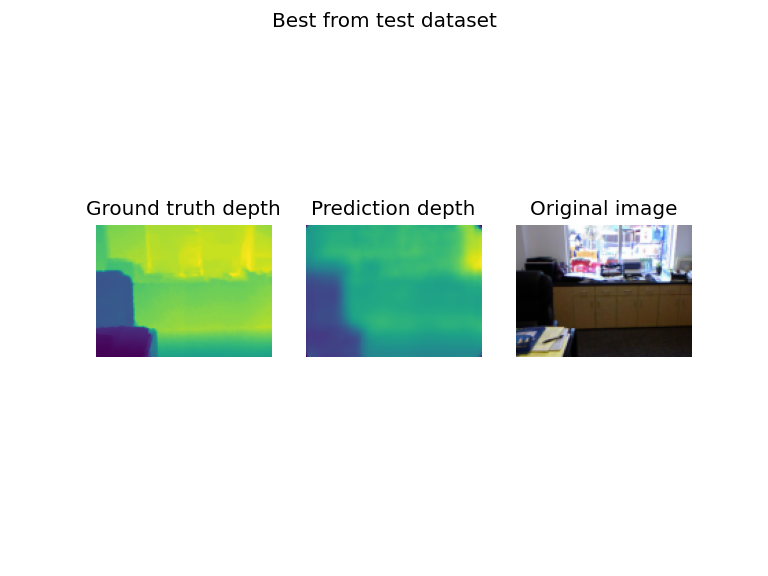 Best from test dataset
Ground truth depth
Prediction depth
Original image